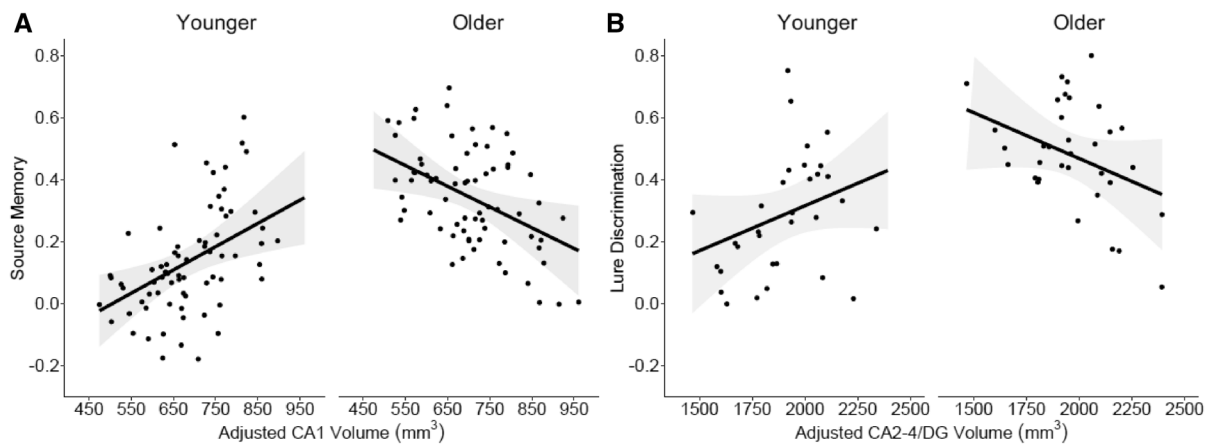 A
Younger
Older
Source Memory
0.8
0.6
0.4
0.2
0.0
-0.2
450 550 650 750 850 950 450 550 650 750 850 950
Adjusted CA1 Volume (mm³)
B
Younger
Older
Lure Discrimination
0.8
0.6
0.4
0.2
0.0
-0.2
1500 1750 2000 2250 2500 1500 1750 2000 2250 2500
Adjusted CA2-4/DG Volume (mm³)